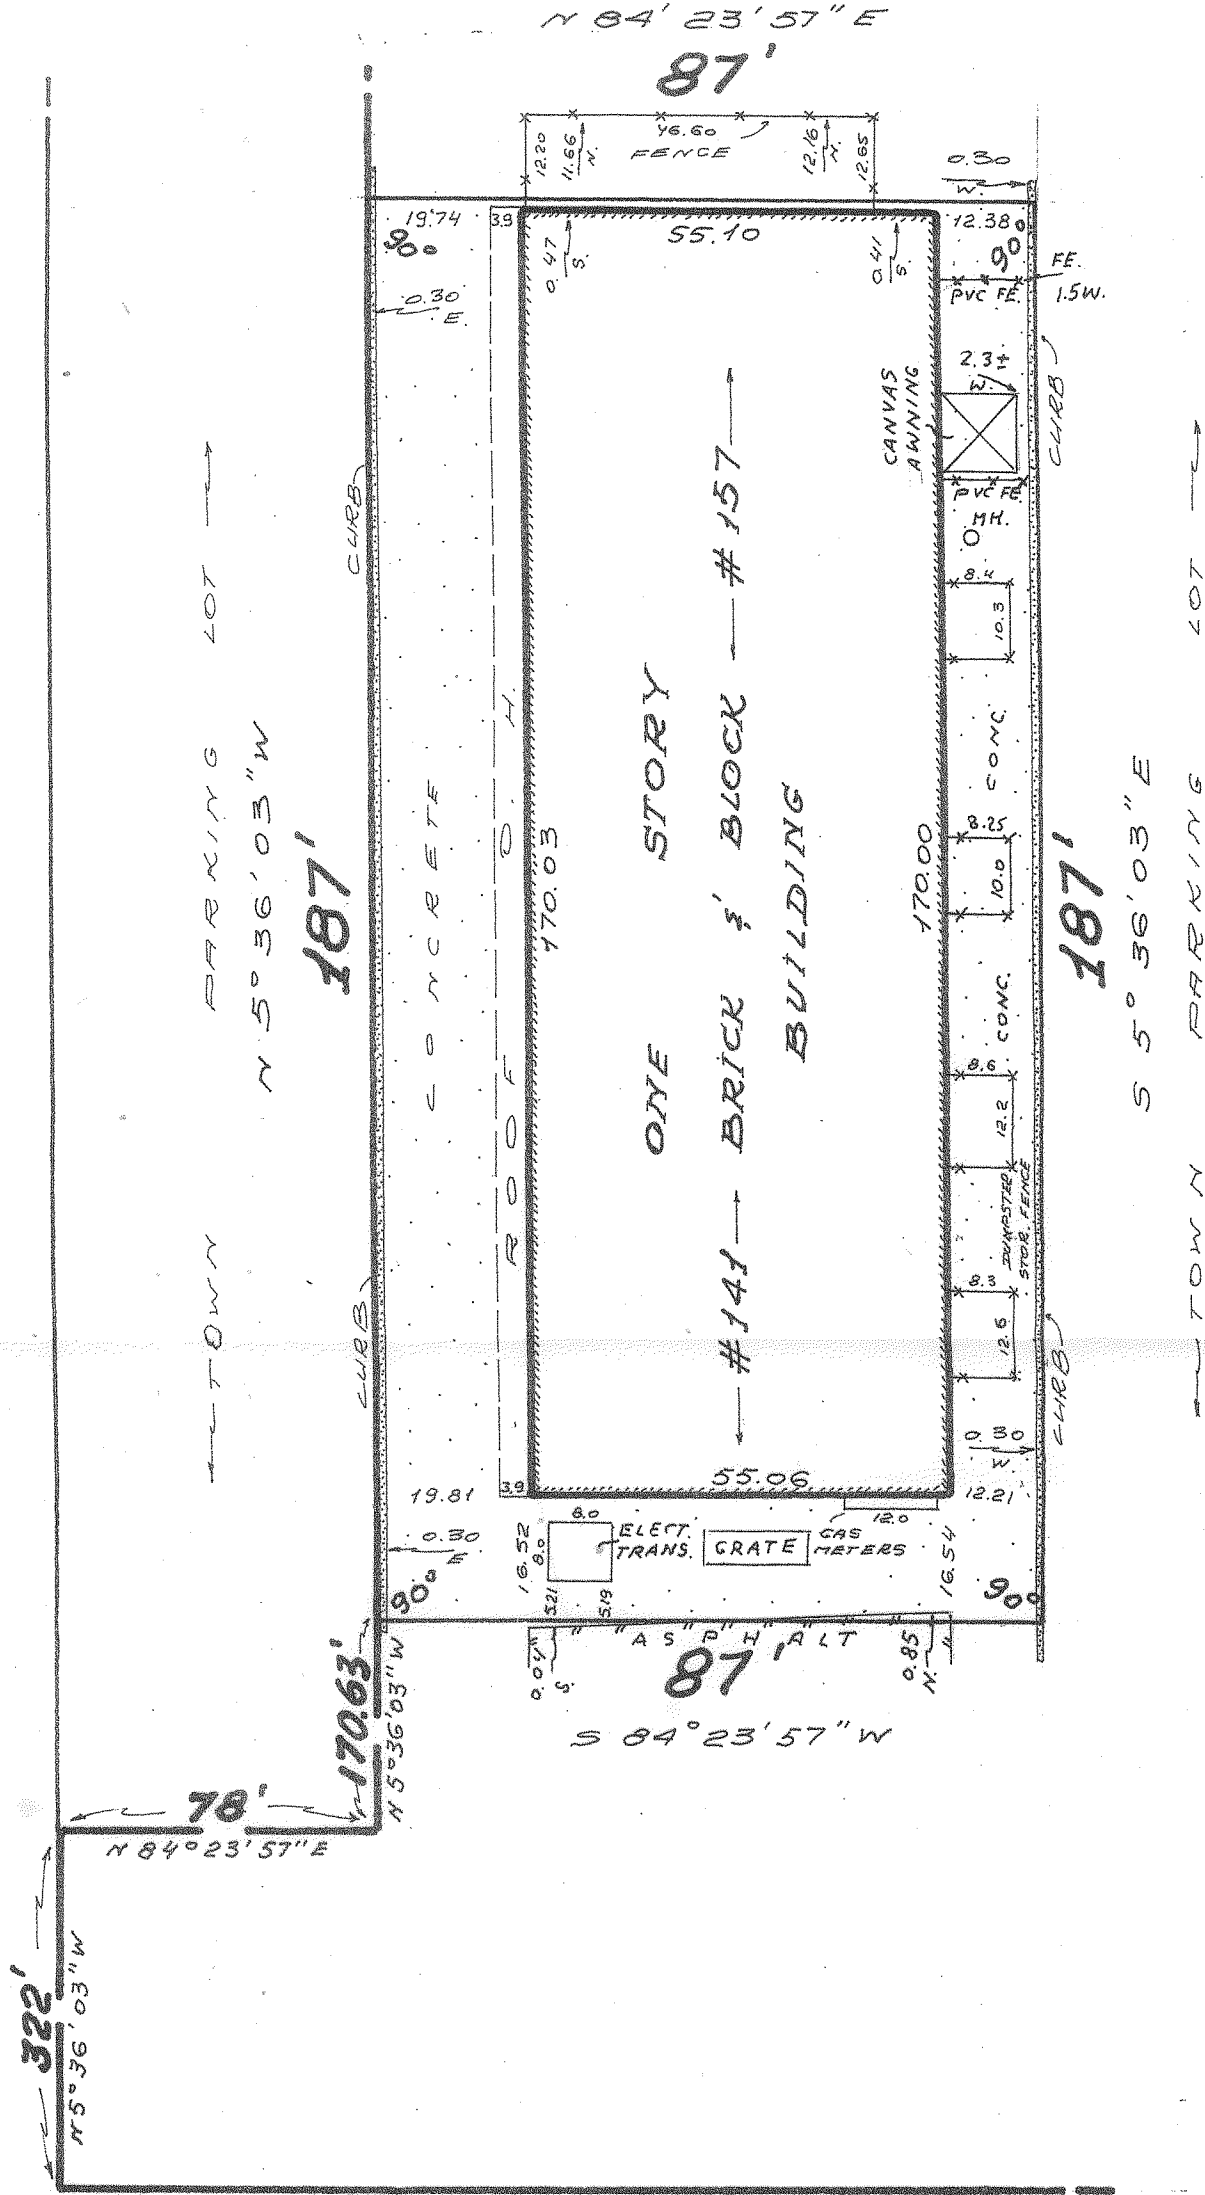 N 84' 23' 57" E
87'
46.60
FENCE
12.20
11.66
N.
12.16
N.
12.65
0.30
W.
19.74
90°
3.9
0.47
S.
55.10
0.41
S.
12.38
90°
FE.
1.5W.
PVC FE.
0.30
E.
2.3±
W.
CANVAS
AWNING
CURB
PVC FE.
MH.
8.4
10.3
CURB
TOWN PARKING LOT
N 5° 36' 03" W
187'
CONCRETE
ROOF O.H.
170.03
ONE STORY
#141 BRICK & BLOCK #157
BUILDING
170.00
CONC.
8.25
10.0
CONC.
8.6
12.2
DUMPSTER
STOR. FENCE
8.3
12.6
187'
S 5° 36' 03" E
TOWN PARKING LOT
CURB
CURB
0.30
W.
3.9
19.81
55.06
12.21
0.30
E
90°
16.52
8.0
8.0
ELECT.
TRANS.
GRATE
GAS
METERS
12.0
16.54
90°
5.21
5.19
ASPHALT
0.04
S.
0.85
N.
87'
S 84° 23' 57" W
170.63'
N 5° 36' 03" W
78'
N 84° 23' 57" E
322'
N 5° 36' 03" W